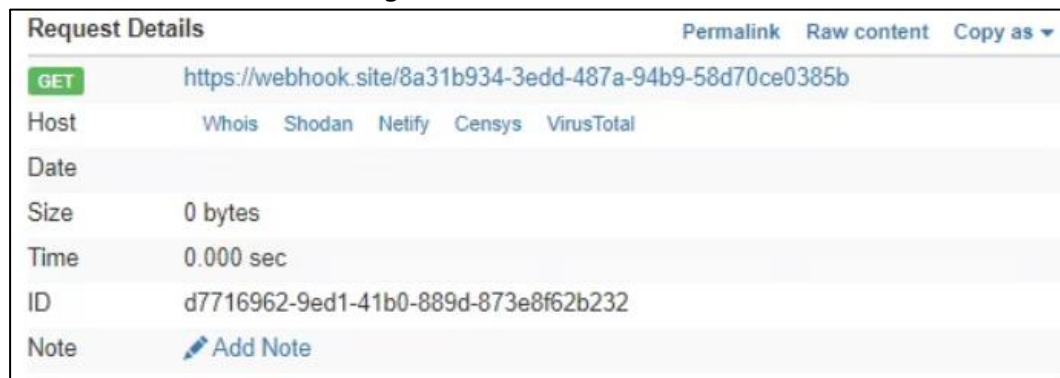 Request Details Permalink Raw content Copy as
GET https://webhook.site/8a31b934-3edd-487a-94b9-58d70ce0385b
Host Whois Shodan Netify Censys VirusTotal
Date
Size 0 bytes
Time 0.000 sec
ID d7716962-9ed1-41b0-889d-873e8f62b232
Note Add Note